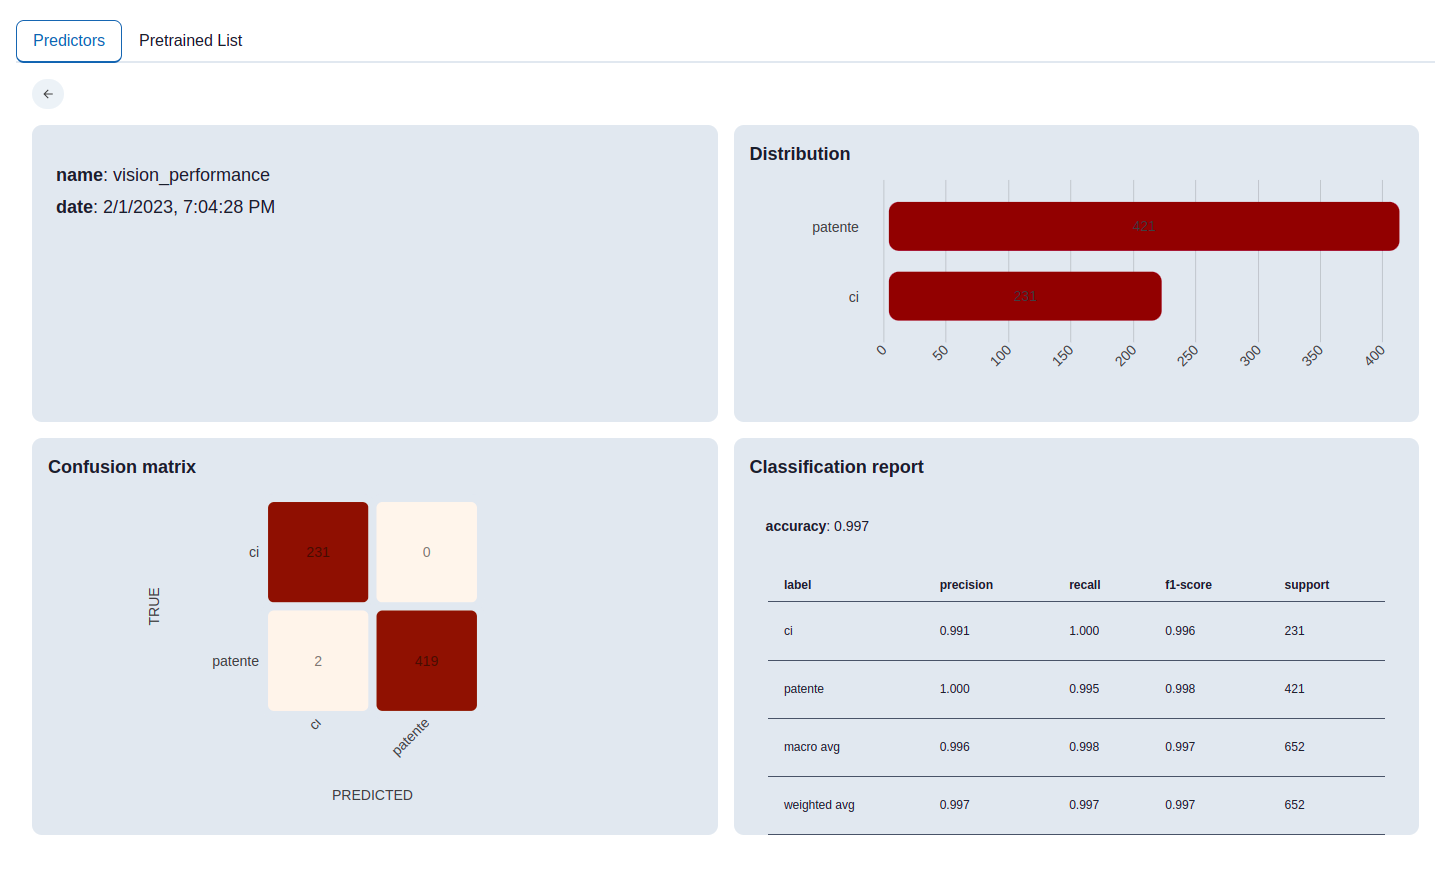 Predictors Pretrained List
name: vision_performance
date: 2/1/2023, 7:04:28 PM
Distribution
patente 421
ci 231
0 50 100 150 200 250 300 350 400
Confusion matrix
TRUE
ci 231 0
patente 2 419
ci patente
PREDICTED
Classification report
accuracy: 0.997
label precision recall f1-score support
ci 0.991 1.000 0.996 231
patente 1.000 0.995 0.998 421
macro avg 0.996 0.998 0.997 652
weighted avg 0.997 0.997 0.997 652